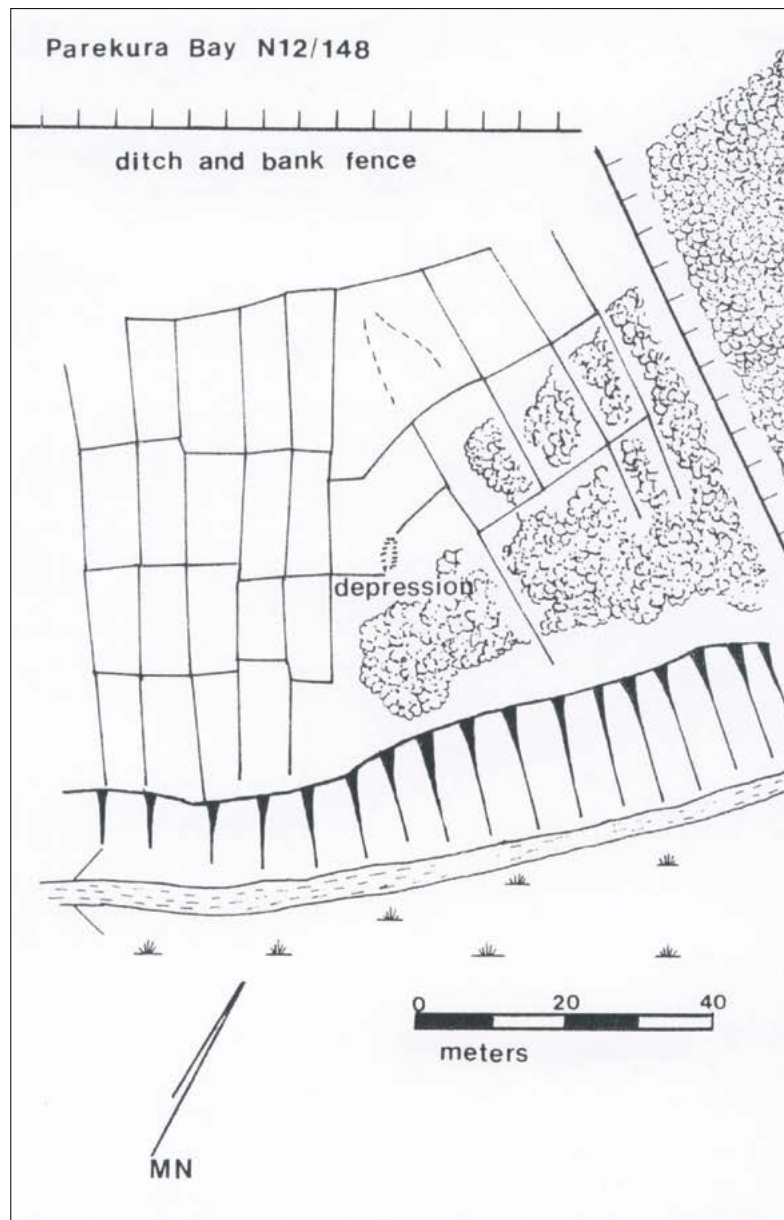 Parekura Bay N12/148
ditch and bank fence
depression
0 20 40
meters
MN